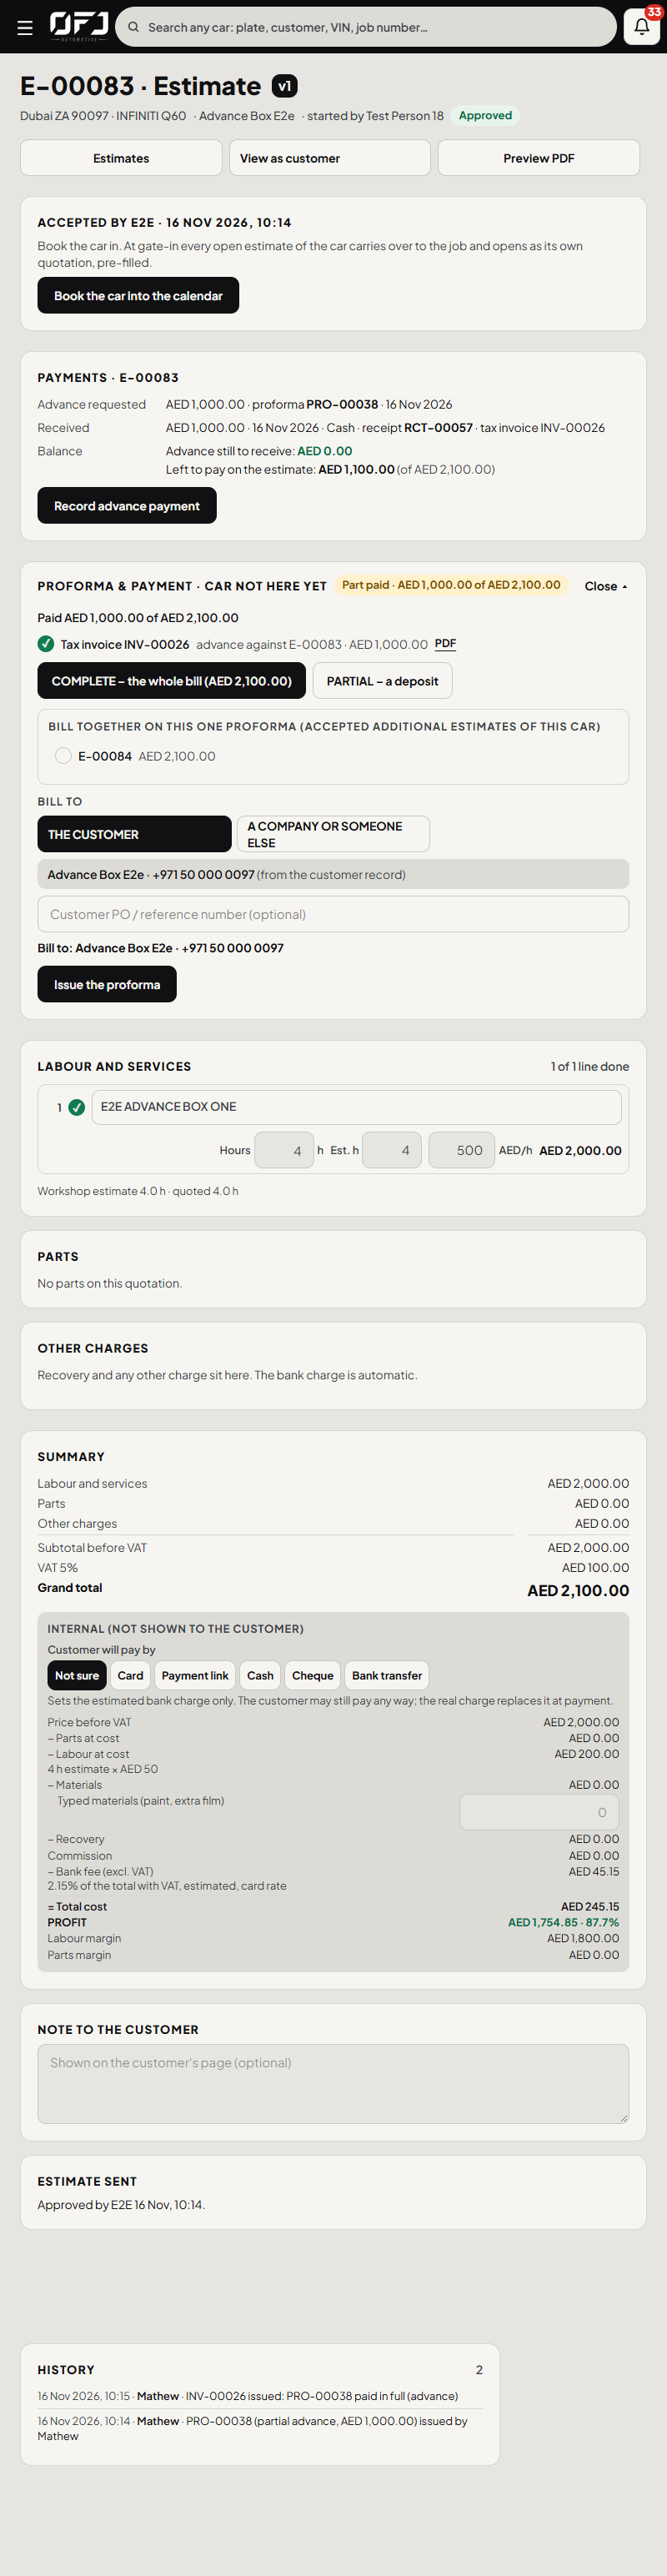 OFJ
AUTOMOTIVE
Search any car: plate, customer, VIN, job number…
33
E-00083 · Estimate v1
Dubai ZA 90097 · INFINITI Q60 · Advance Box E2e · started by Test Person 18 Approved
Estimates
View as customer
Preview PDF
ACCEPTED BY E2E · 16 NOV 2026, 10:14
Book the car in. At gate-in every open estimate of the car carries over to the job and opens as its own
quotation, pre-filled.
Book the car into the calendar
PAYMENTS · E-00083
Advance requested AED 1,000.00 · proforma PRO-00038 · 16 Nov 2026
Received AED 1,000.00 · 16 Nov 2026 · Cash · receipt RCT-00057 · tax invoice INV-00026
Balance Advance still to receive: AED 0.00
Left to pay on the estimate: AED 1,100.00 (of AED 2,100.00)
Record advance payment
PROFORMA & PAYMENT · CAR NOT HERE YET Part paid · AED 1,000.00 of AED 2,100.00 Close
Paid AED 1,000.00 of AED 2,100.00
Tax invoice INV-00026 advance against E-00083 · AED 1,000.00 PDF
COMPLETE – the whole bill (AED 2,100.00)
PARTIAL – a deposit
BILL TOGETHER ON THIS ONE PROFORMA (ACCEPTED ADDITIONAL ESTIMATES OF THIS CAR)
E-00084 AED 2,100.00
BILL TO
THE CUSTOMER
A COMPANY OR SOMEONE
ELSE
Advance Box E2e · +971 50 000 0097 (from the customer record)
Customer PO / reference number (optional)
Bill to: Advance Box E2e · +971 50 000 0097
Issue the proforma
LABOUR AND SERVICES 1 of 1 line done
1 E2E ADVANCE BOX ONE
Hours 4 h Est. h 4 500 AED/h AED 2,000.00
Workshop estimate 4.0 h · quoted 4.0 h
PARTS
No parts on this quotation.
OTHER CHARGES
Recovery and any other charge sit here. The bank charge is automatic.
SUMMARY
Labour and services AED 2,000.00
Parts AED 0.00
Other charges AED 0.00
Subtotal before VAT AED 2,000.00
VAT 5% AED 100.00
Grand total AED 2,100.00
INTERNAL (NOT SHOWN TO THE CUSTOMER)
Customer will pay by
Not sure Card Payment link Cash Cheque Bank transfer
Sets the estimated bank charge only. The customer may still pay any way; the real charge replaces it at payment.
Price before VAT AED 2,000.00
– Parts at cost AED 0.00
– Labour at cost AED 200.00
4 h estimate × AED 50
– Materials AED 0.00
Typed materials (paint, extra film) 0
– Recovery AED 0.00
Commission AED 0.00
– Bank fee (excl. VAT) AED 45.15
2.15% of the total with VAT, estimated, card rate
= Total cost AED 245.15
PROFIT AED 1,754.85 · 87.7%
Labour margin AED 1,800.00
Parts margin AED 0.00
NOTE TO THE CUSTOMER
Shown on the customer's page (optional)
ESTIMATE SENT
Approved by E2E 16 Nov, 10:14.
HISTORY 2
16 Nov 2026, 10:15 · Mathew · INV-00026 issued: PRO-00038 paid in full (advance)
16 Nov 2026, 10:14 · Mathew · PRO-00038 (partial advance, AED 1,000.00) issued by
Mathew